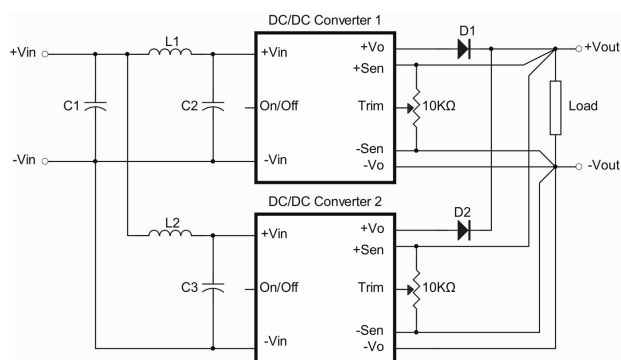 DC/DC Converter 1
+Vin
L1
+Vin
+Vo
D1
+Vout
+Sen
C1
C2
On/Off
Trim
10KΩ
Load
-Sen
-Vin
-Vin
-Vo
-Vout
DC/DC Converter 2
L2
+Vin
+Vo
D2
+Sen
C3
On/Off
Trim
10KΩ
-Sen
-Vin
-Vo